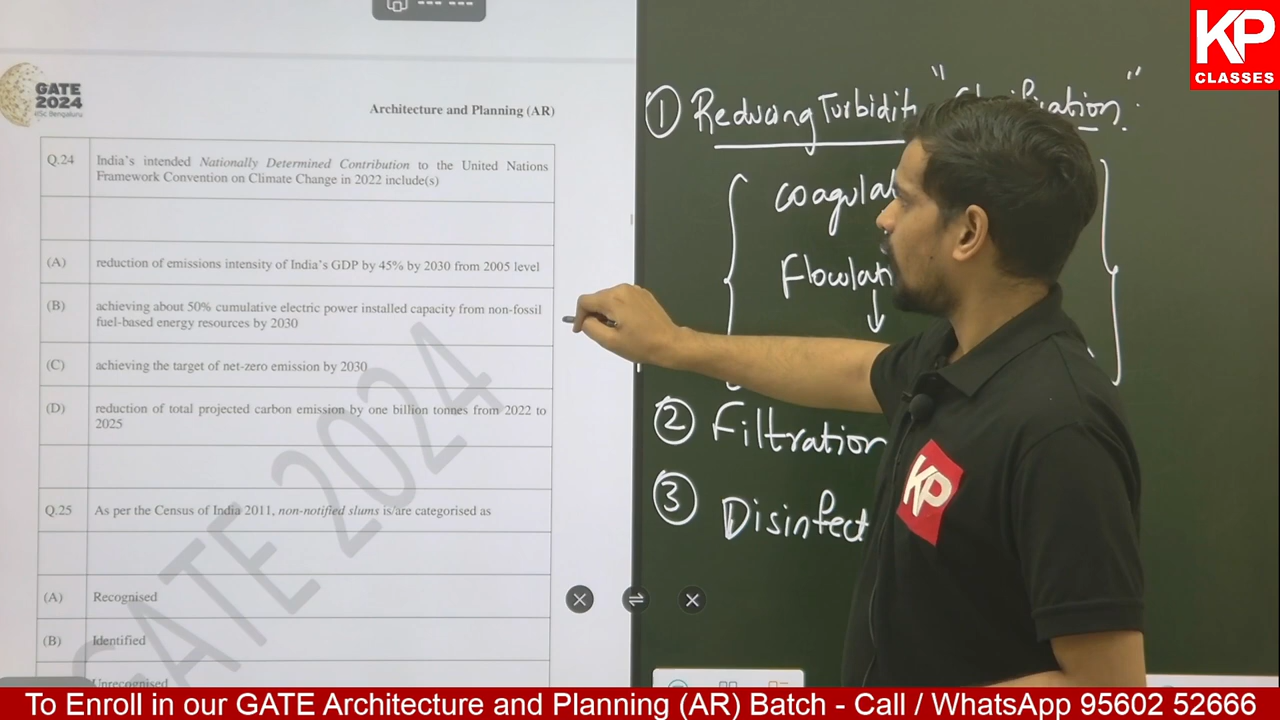 KP
CLASSES
GATE
2024
IISc Bengaluru
Architecture and Planning (AR)
Q.24 India's intended Nationally Determined Contribution to the United Nations
Framework Convention on Climate Change in 2022 include(s)
(A) reduction of emissions intensity of India's GDP by 45% by 2030 from 2005 level
(B) achieving about 50% cumulative electric power installed capacity from non-fossil
fuel-based energy resources by 2030
(C) achieving the target of net-zero emission by 2030
(D) reduction of total projected carbon emission by one billion tonnes from 2022 to
2025
Q.25 As per the Census of India 2011, non-notified slums is/are categorised as
(A) Recognised
(B) Identified
Unrecognised
GATE 2024
① Reducing Turbidit
coagulat
Floculati
② Filtration
③ Disinfect
KP
To Enroll in our GATE Architecture and Planning (AR) Batch - Call / WhatsApp 95602 52666